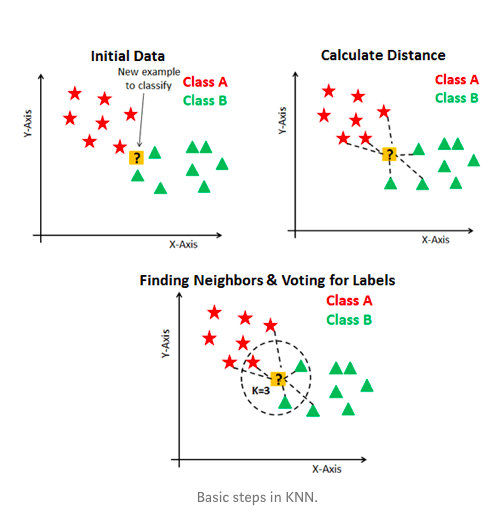 Initial Data
New example
to classify
Class A
Class B
Y-Axis
?
X-Axis
Calculate Distance
Class A
Class B
Y-Axis
?
X-Axis
Finding Neighbors & Voting for Labels
Class A
Class B
Y-Axis
?
K=3
X-Axis
Basic steps in KNN.